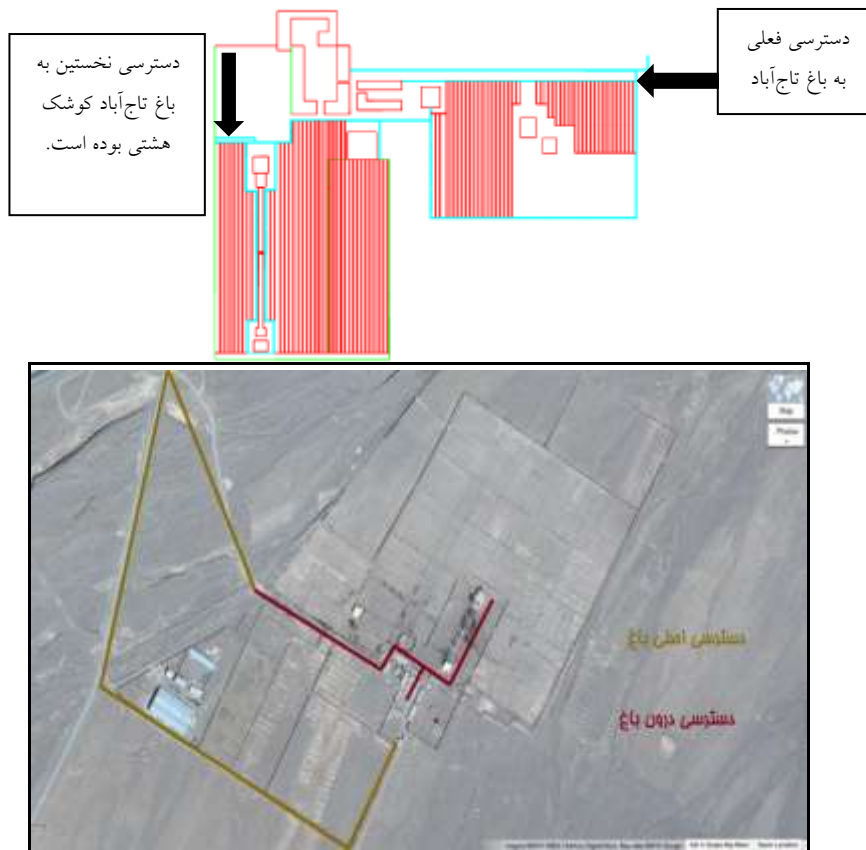 دسترسی فعلی
به باغ تاج‌آباد
دسترسی نخستین به
باغ تاج‌آباد کوشک
هشتی بوده است.
Map
دسترسی اصلی باغ
دسترسی درون باغ